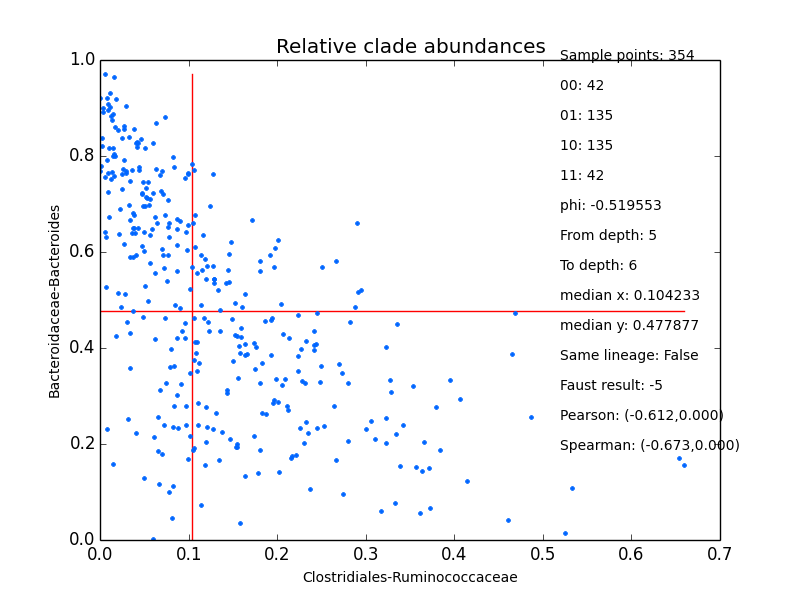 Relative clade abundances
Sample points: 354
00: 42
01: 135
10: 135
11: 42
phi: -0.519553
From depth: 5
To depth: 6
median x: 0.104233
median y: 0.477877
Same lineage: False
Faust result: -5
Pearson: (-0.612,0.000)
Spearman: (-0.673,0.000)
Bacteroidaceae-Bacteroides
1.0
0.8
0.6
0.4
0.2
0.0
0.0 0.1 0.2 0.3 0.4 0.5 0.6 0.7
Clostridiales-Ruminococcaceae